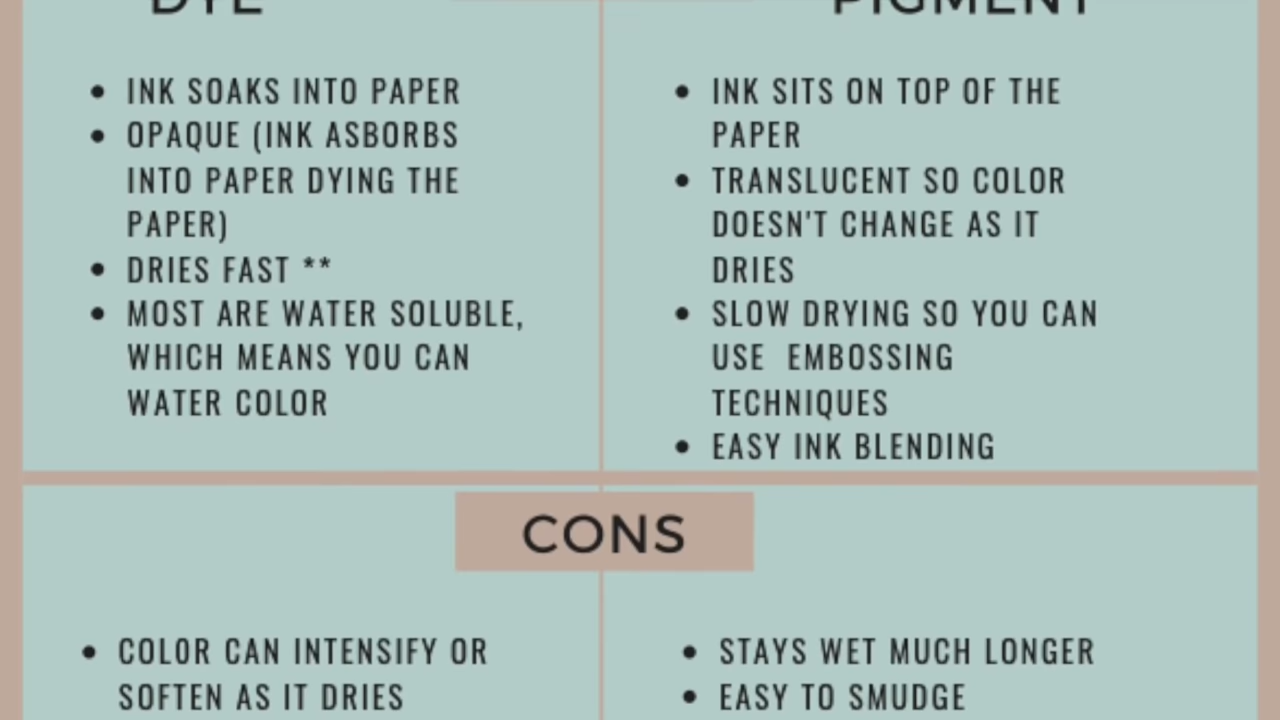 DYE
PIGMENT
INK SOAKS INTO PAPER
OPAQUE (INK ASBORBS
INTO PAPER DYING THE
PAPER)
DRIES FAST **
MOST ARE WATER SOLUBLE,
WHICH MEANS YOU CAN
WATER COLOR
INK SITS ON TOP OF THE
PAPER
TRANSLUCENT SO COLOR
DOESN'T CHANGE AS IT
DRIES
SLOW DRYING SO YOU CAN
USE EMBOSSING
TECHNIQUES
EASY INK BLENDING
CONS
COLOR CAN INTENSIFY OR
SOFTEN AS IT DRIES
STAYS WET MUCH LONGER
EASY TO SMUDGE